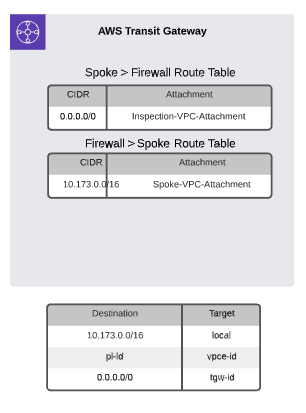 AWS Transit Gateway
Spoke > Firewall Route Table
CIDR Attachment
0.0.0.0/0 Inspection-VPC-Attachment
Firewall > Spoke Route Table
CIDR Attachment
10.173.0.0/16 Spoke-VPC-Attachment
Destination Target
10.173.0.0/16 local
pl-id vpce-id
0.0.0.0/0 tgw-id